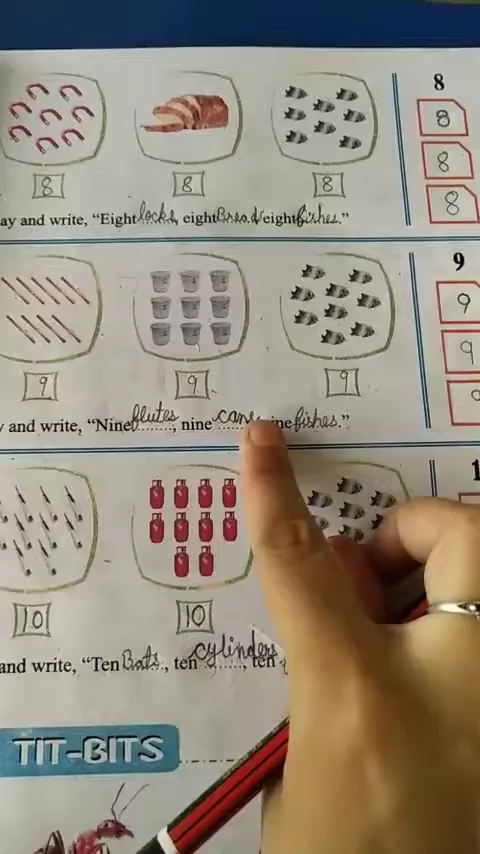 8
8
8
8 8 8
8
ay and write, “Eight locks, eight Bread eight fishes.”
9
9
9
9 9 9
y and write, “Nine flutes, nine cans, nine fishes.”
10 10
and write, “Ten Bats, ten cylinders, ten
TIT-BITS